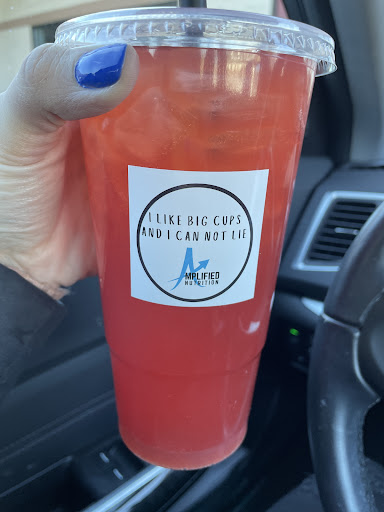 I LIKE BIG CUPS
AND I CAN NOT LIE
AMPLIFIED
NUTRITION